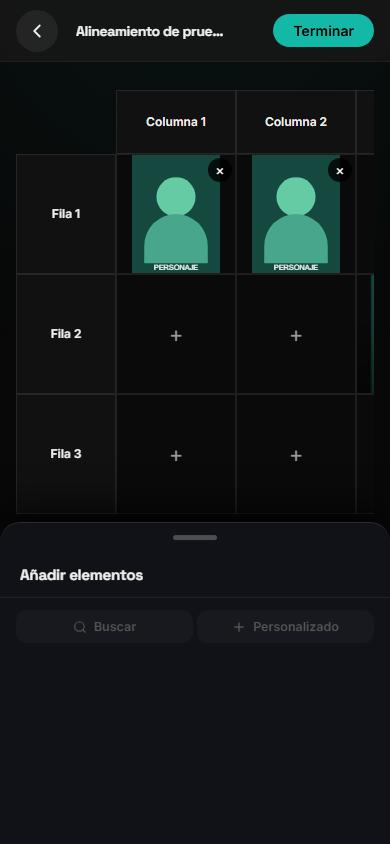 Alineamiento de prue...
Terminar
Columna 1
Columna 2
Fila 1
PERSONAJE
PERSONAJE
Fila 2
Fila 3
Añadir elementos
Buscar
Personalizado